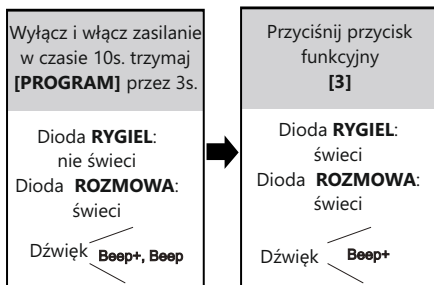 Wyłącz i włącz zasilanie
w czasie 10s. trzymaj
[PROGRAM] przez 3s.
Dioda RYGIEL:
nie świeci
Dioda ROZMOWA:
świeci
Dźwięk Beep+, Beep
Przyciśnij przycisk
funkcyjny
[3]
Dioda RYGIEL:
świeci
Dioda ROZMOWA:
świeci
Dźwięk Beep+